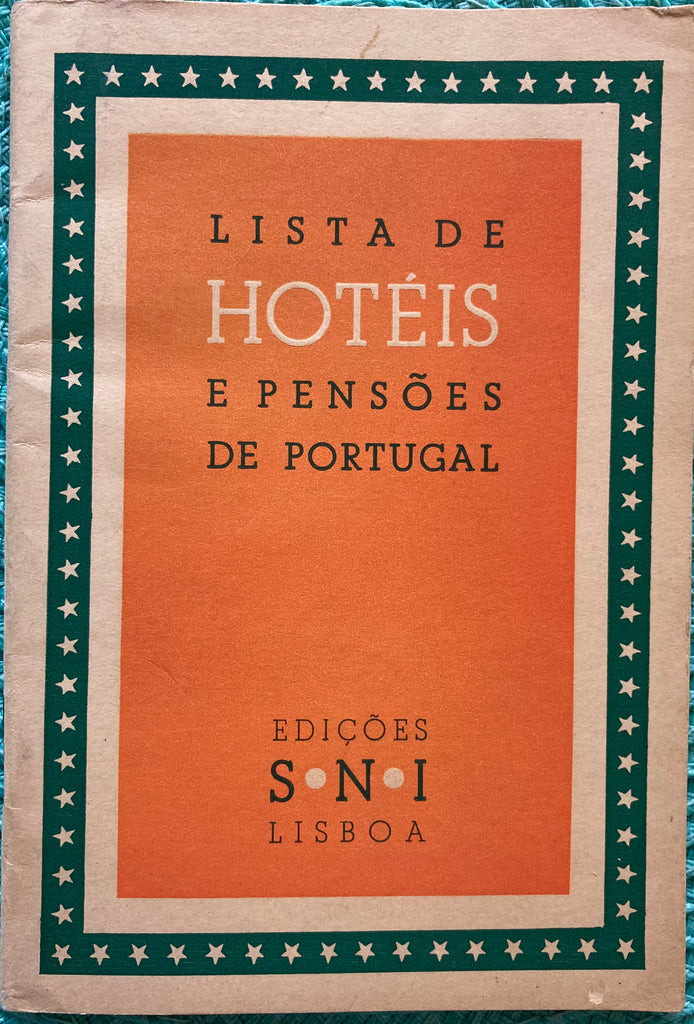 LISTA DE
HOTÉIS
E PENSÕES
DE PORTUGAL
EDIÇÕES
S•N•I
LISBOA